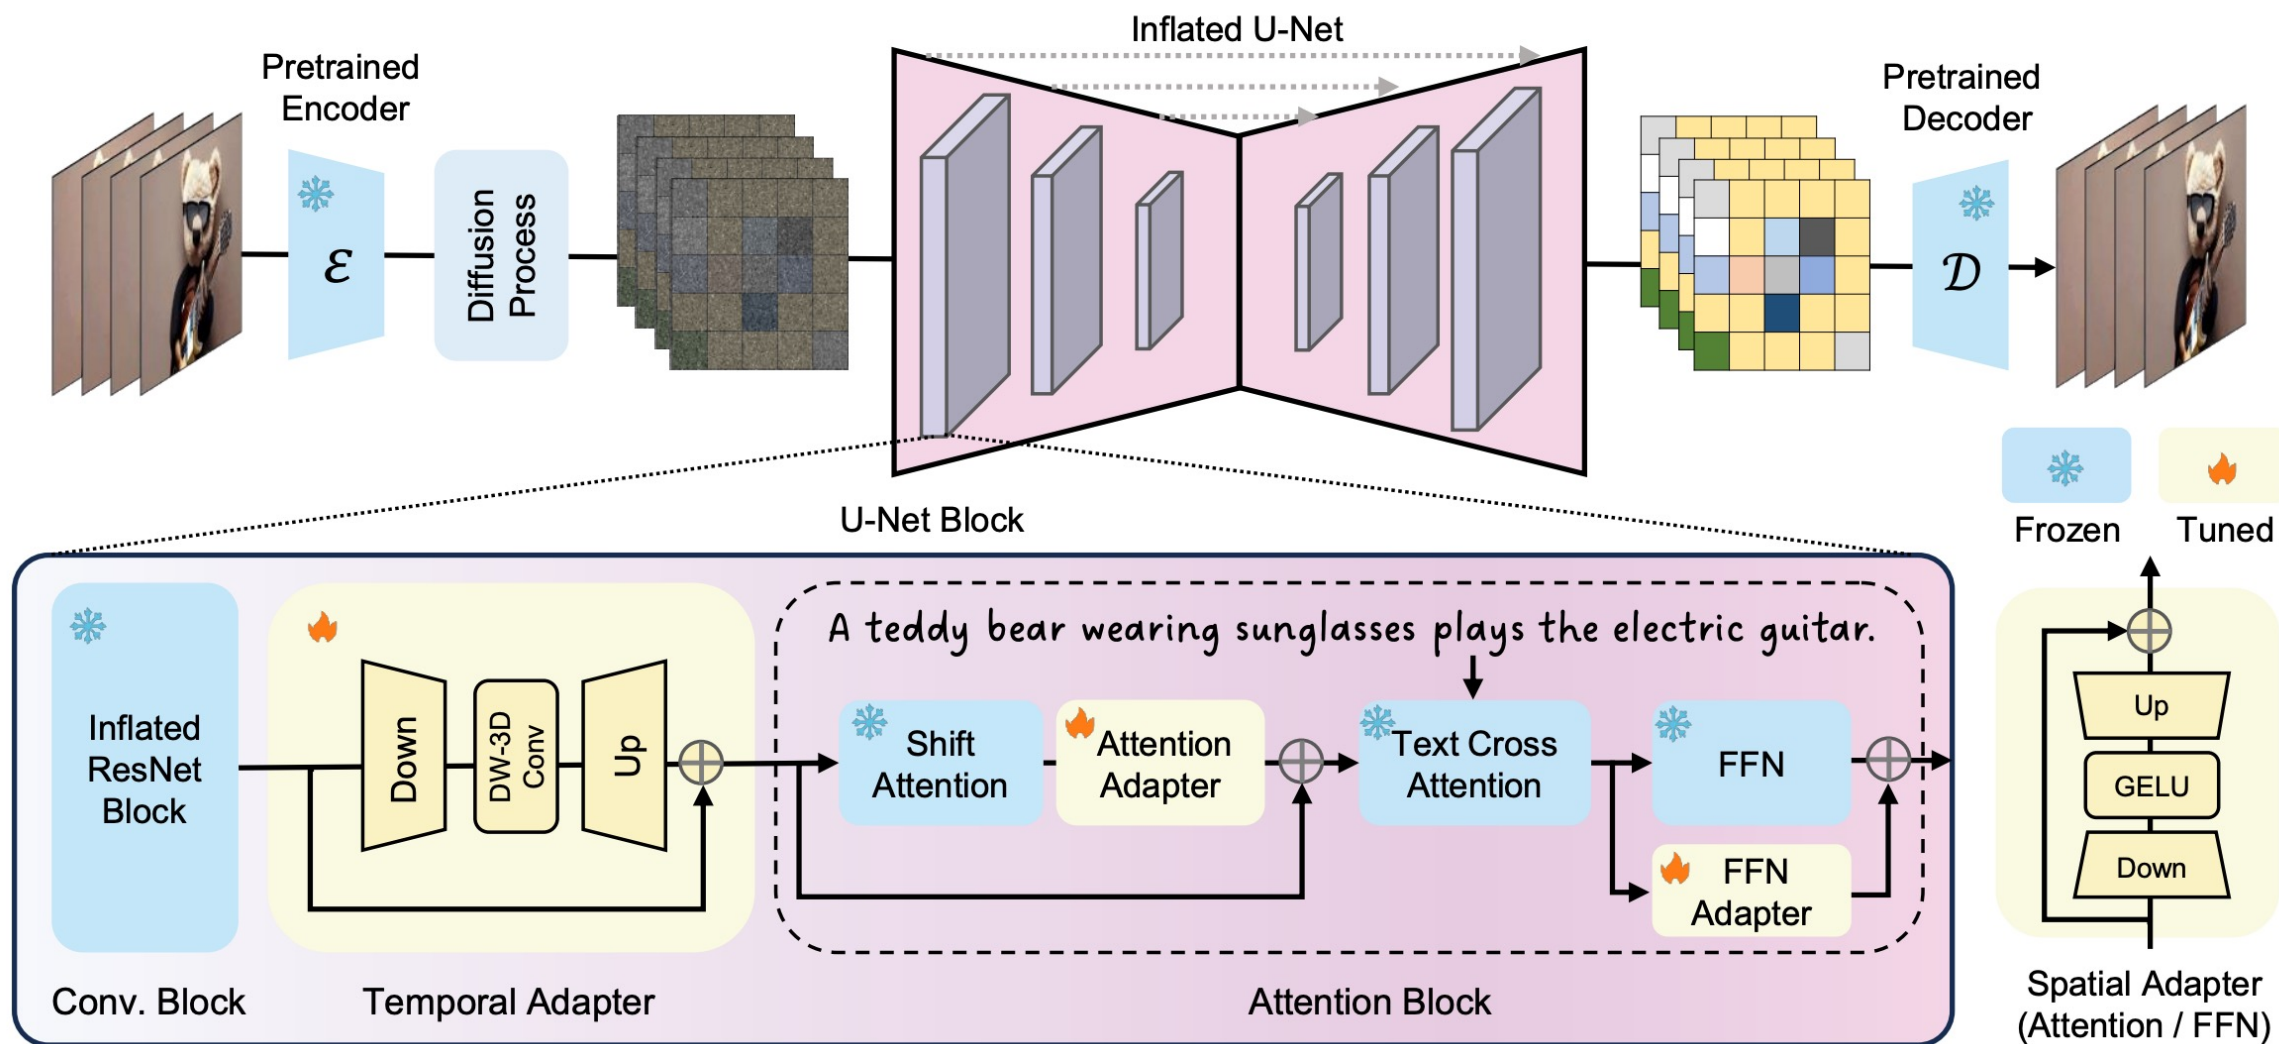 Inflated U-Net
Pretrained
Encoder
Pretrained
Decoder
ℰ
Diffusion
Process
𝒟
Frozen
Tuned
U-Net Block
A teddy bear wearing sunglasses plays the electric guitar.
Inflated
ResNet
Block
Down
DW-3D
Conv
Up
Shift
Attention
Attention
Adapter
Text Cross
Attention
FFN
FFN
Adapter
Conv. Block
Temporal Adapter
Attention Block
Up
GELU
Down
Spatial Adapter
(Attention / FFN)